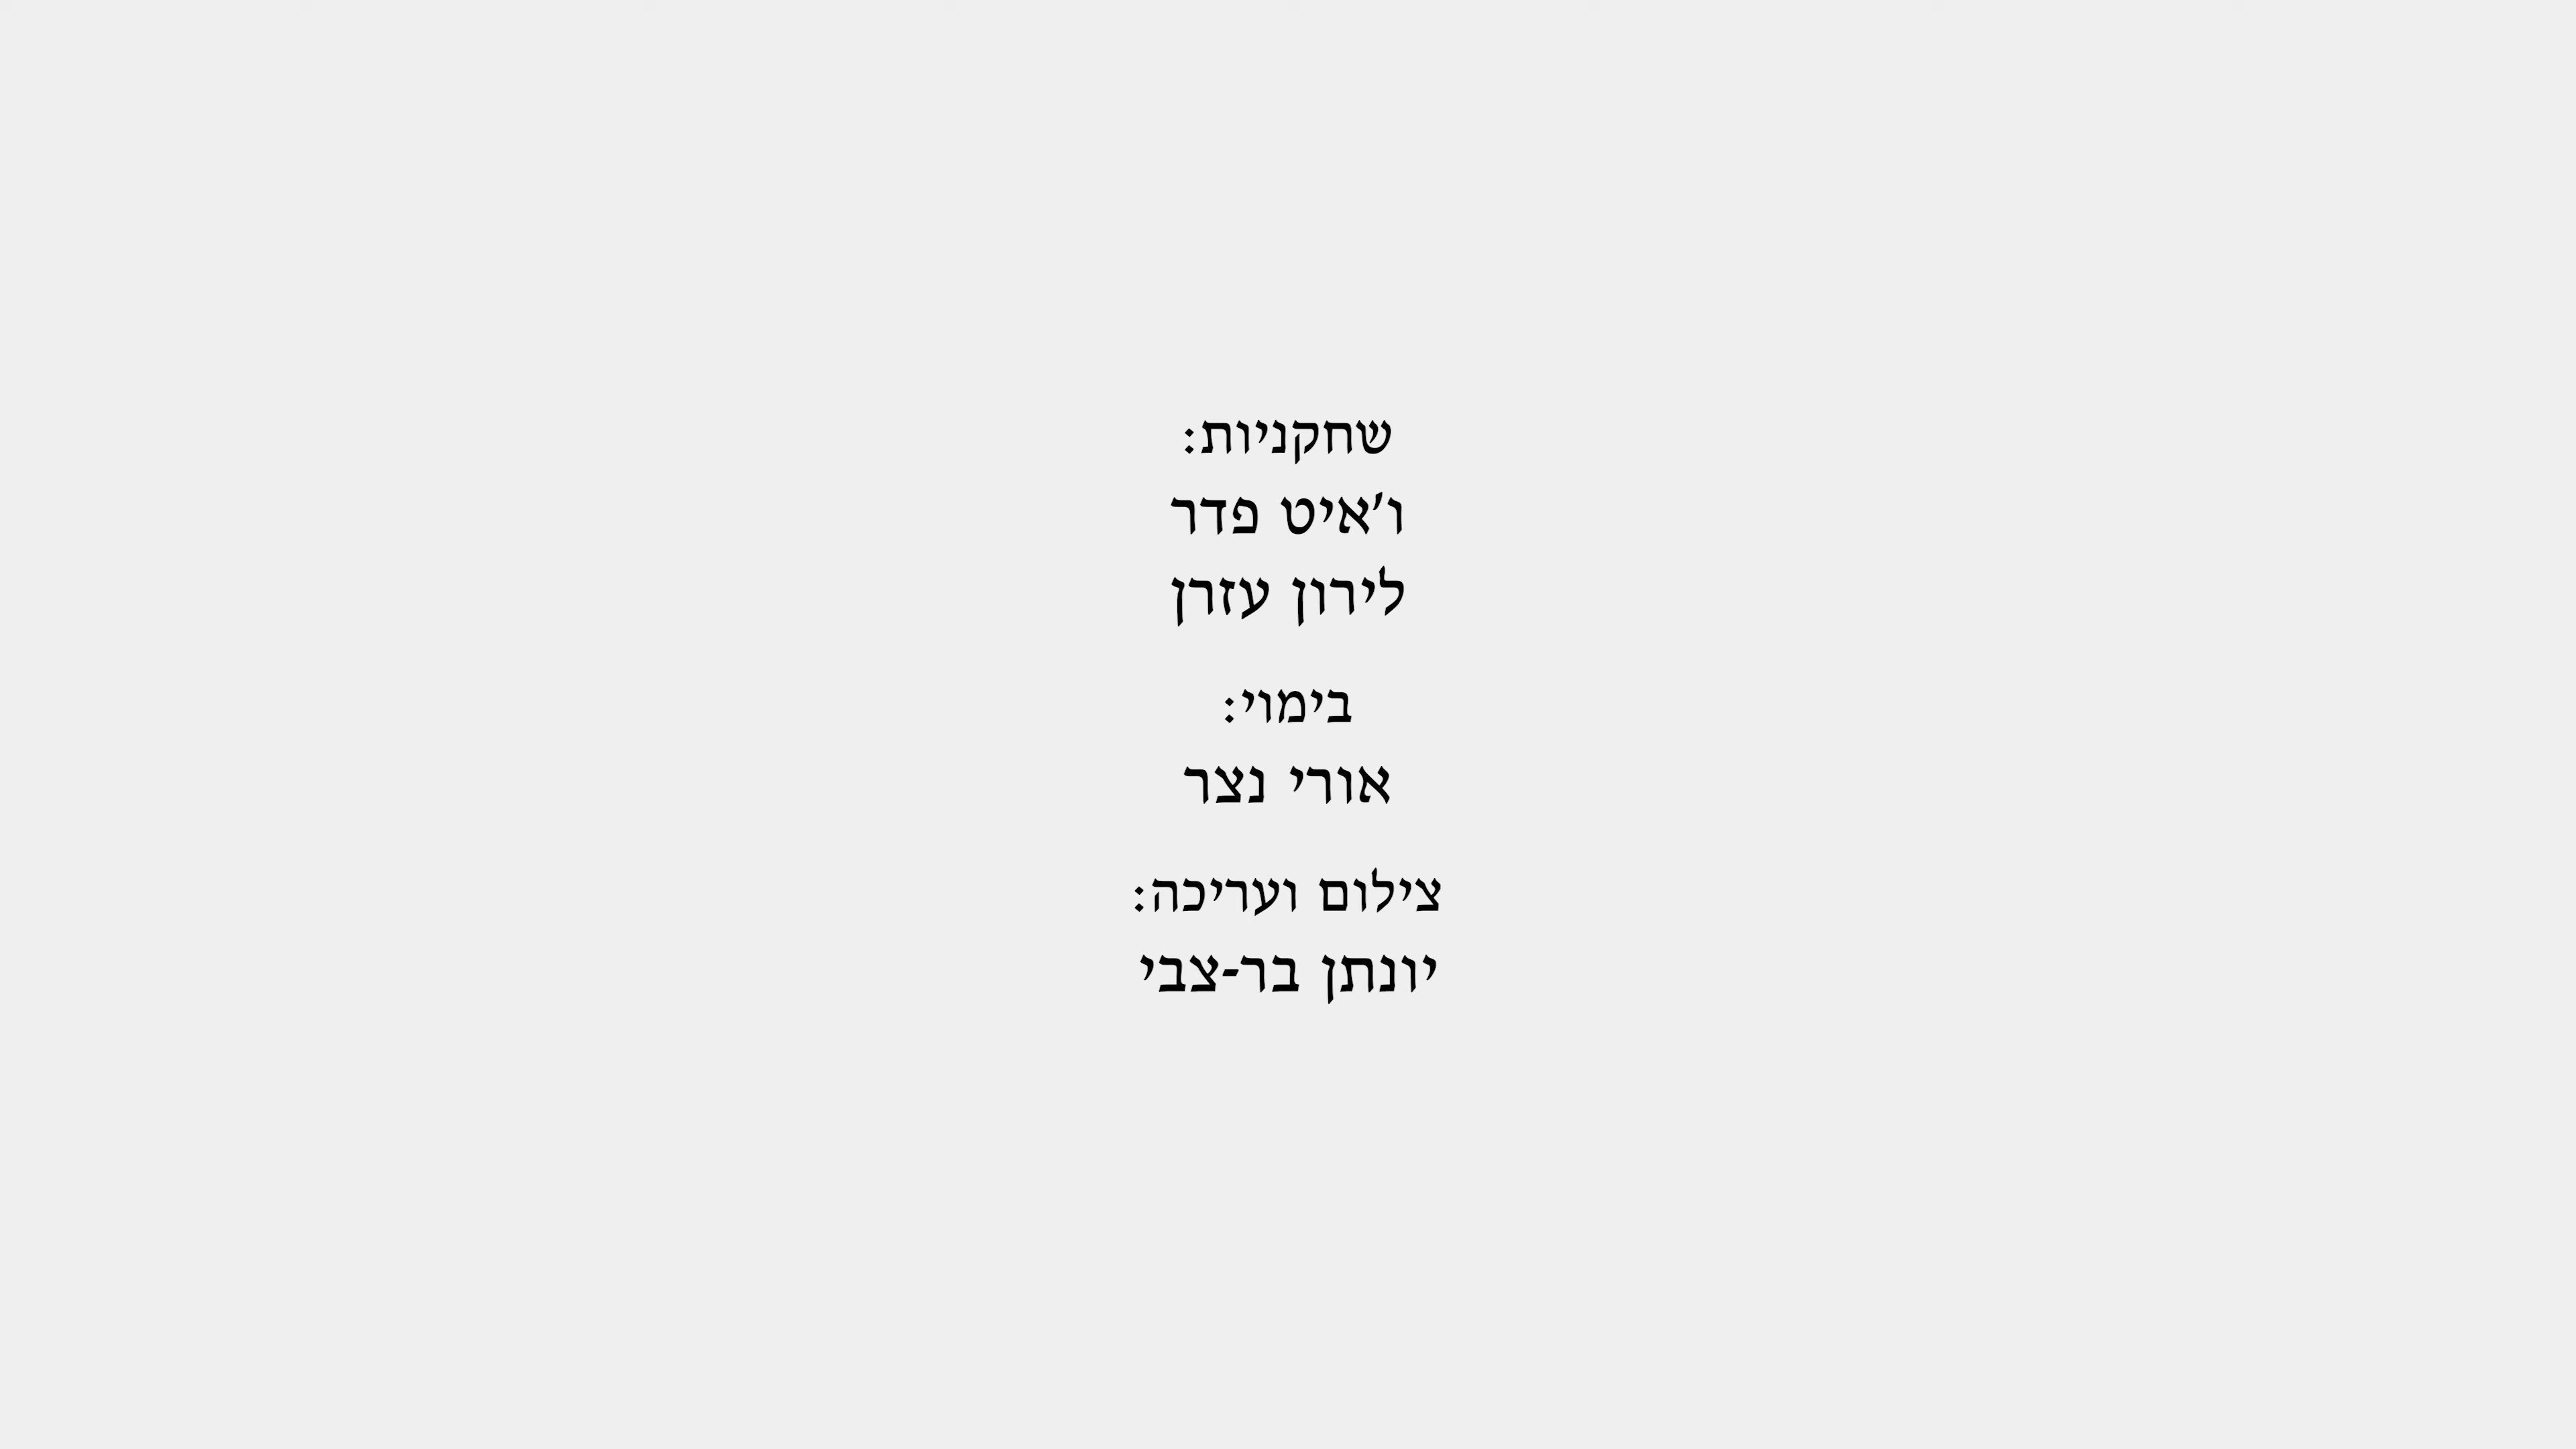 שחקניות:
ו'איט פדר
לירון עזרן
בימוי:
אורי נצר
צילום ועריכה:
יונתן בר-צבי